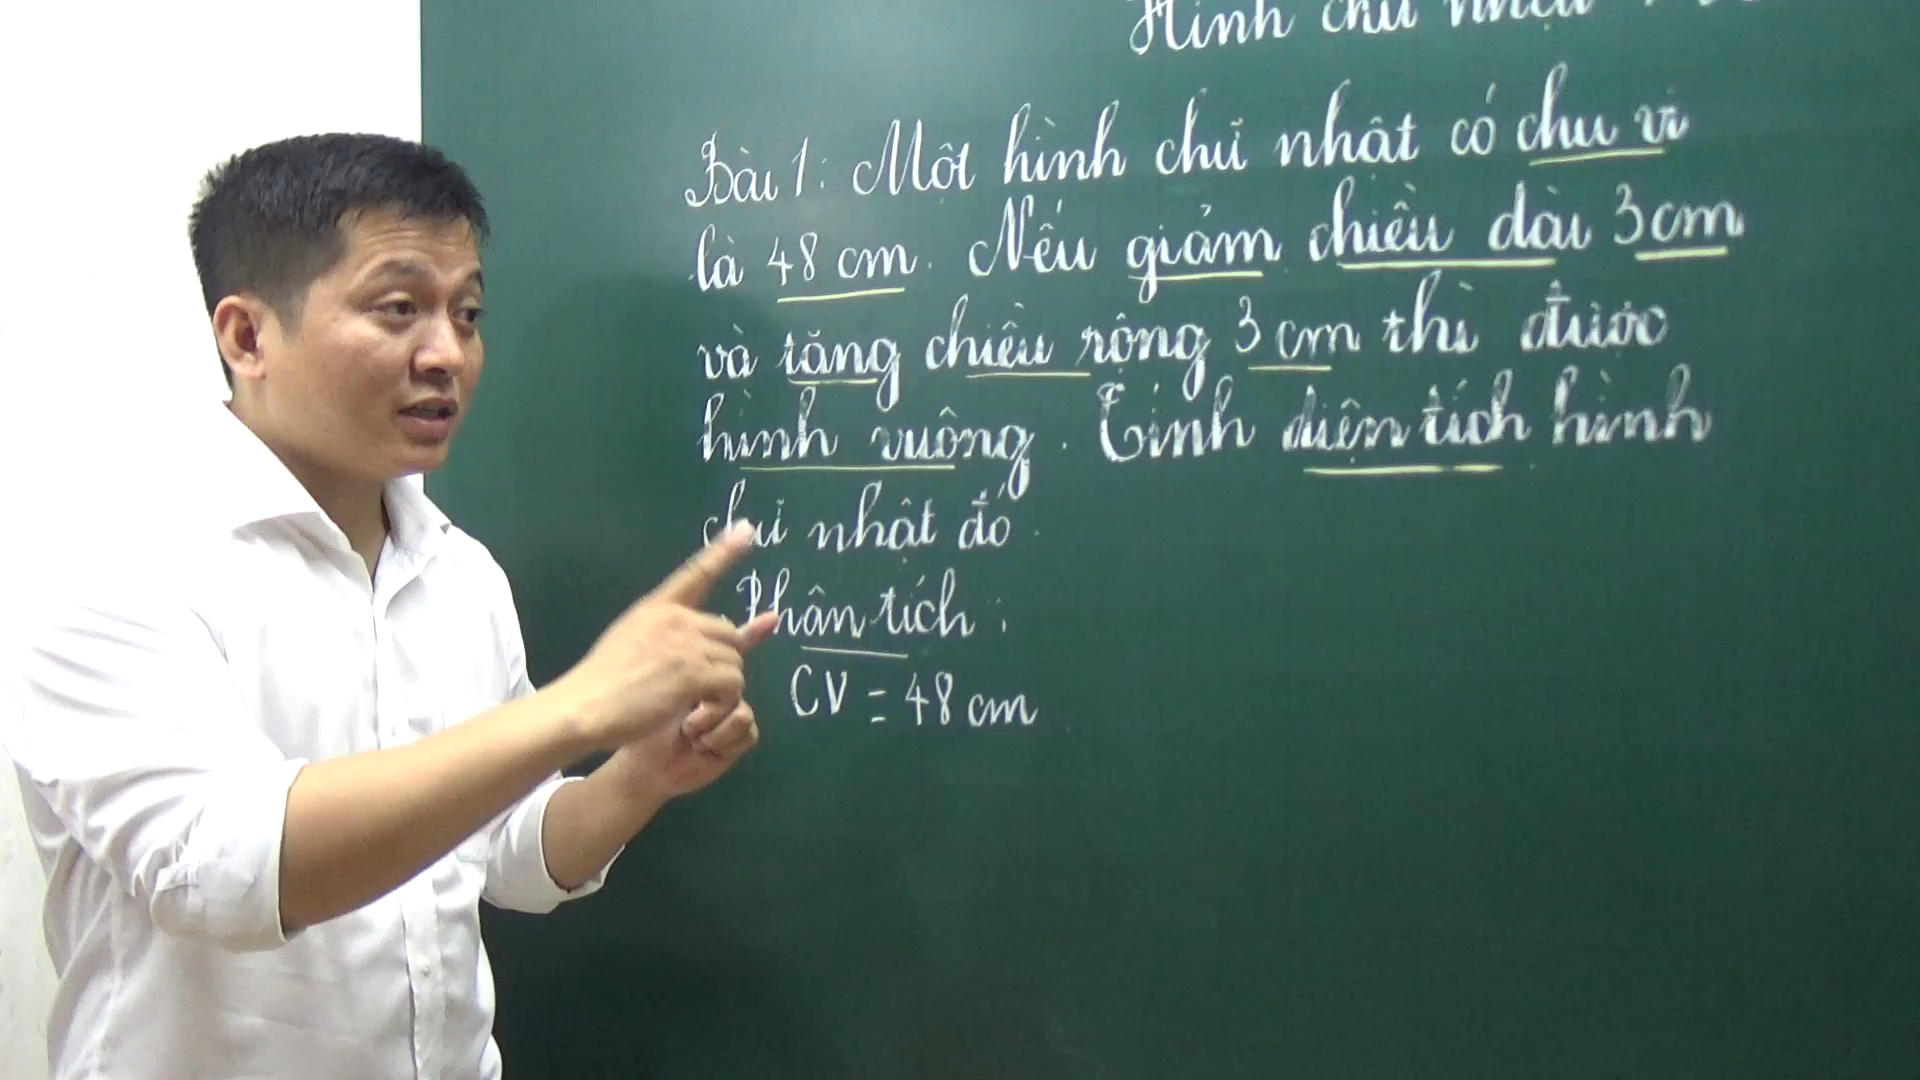 Hình chữ nhật
Bài 1: Một hình chữ nhật có chu vi
là 48 cm. Nếu giảm chiều dài 3cm
và tăng chiều rộng 3 cm thì được
hình vuông. Tính diện tích hình
chữ nhật đó.
Phân tích:
CV = 48 cm